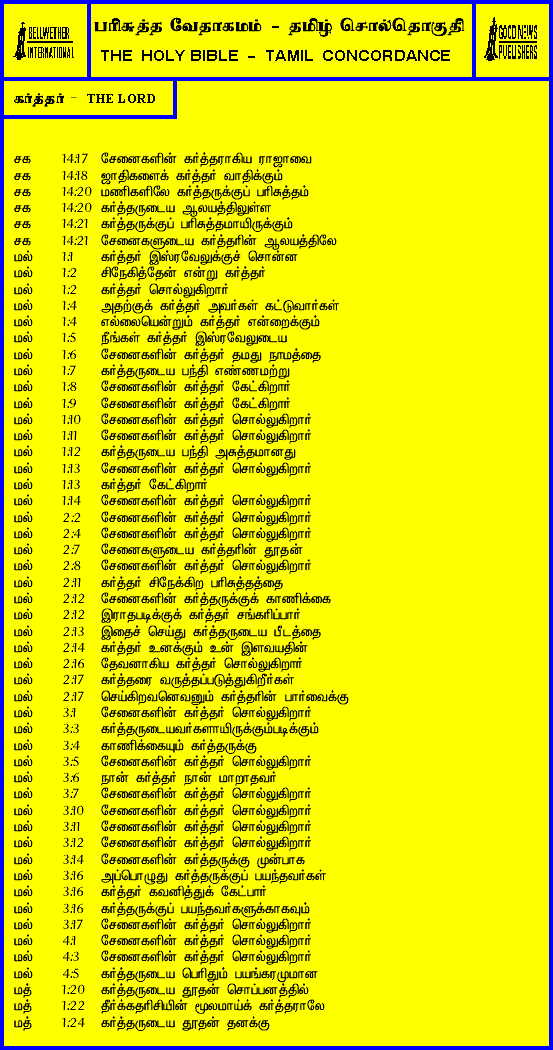 BELLWETHER
INTERNATIONAL
பரிசுத்த வேதாகமம் - தமிழ் சொல்தொகுதி
THE HOLY BIBLE - TAMIL CONCORDANCE
GOOD NEWS
PUBLISHERS
கர்த்தர் - THE LORD
சக 14:17 சேனைகளின் கர்த்தராகிய ராஜாவை
சக 14:18 ஜாதிகளைக் கர்த்தர் வாதிக்கும்
சக 14:20 மணிகளிலே கர்த்தருக்குப் பரிசுத்தம்
சக 14:20 கர்த்தருடைய ஆலயத்திலுள்ள
சக 14:21 கர்த்தருக்குப் பரிசுத்தமாயிருக்கும்
சக 14:21 சேனைகளுடைய கர்த்தரின் ஆலயத்திலே
மல் 1:1 கர்த்தர் இஸ்ரவேலுக்குச் சொன்ன
மல் 1:2 சிநேகித்தேன் என்று கர்த்தர்
மல் 1:2 கர்த்தர் சொல்லுகிறார்
மல் 1:4 அதற்குக் கர்த்தர் அவர்கள் கட்டுவார்கள்
மல் 1:4 எல்லையென்றும் கர்த்தர் என்றைக்கும்
மல் 1:5 நீங்கள் கர்த்தர் இஸ்ரவேலுடைய
மல் 1:6 சேனைகளின் கர்த்தர் தமது நாமத்தை
மல் 1:7 கர்த்தருடைய பந்தி எண்ணமற்று
மல் 1:8 சேனைகளின் கர்த்தர் கேட்கிறார்
மல் 1:9 சேனைகளின் கர்த்தர் கேட்கிறார்
மல் 1:10 சேனைகளின் கர்த்தர் சொல்லுகிறார்
மல் 1:11 சேனைகளின் கர்த்தர் சொல்லுகிறார்
மல் 1:12 கர்த்தருடைய பந்தி அசுத்தமானது
மல் 1:13 சேனைகளின் கர்த்தர் சொல்லுகிறார்
மல் 1:13 கர்த்தர் கேட்கிறார்
மல் 1:14 சேனைகளின் கர்த்தர் சொல்லுகிறார்
மல் 2:2 சேனைகளின் கர்த்தர் சொல்லுகிறார்
மல் 2:4 சேனைகளின் கர்த்தர் சொல்லுகிறார்
மல் 2:7 சேனைகளுடைய கர்த்தரின் தூதன்
மல் 2:8 சேனைகளின் கர்த்தர் சொல்லுகிறார்
மல் 2:11 கர்த்தர் சிநேக்கிற பரிசுத்தத்தை
மல் 2:12 சேனைகளின் கர்த்தருக்குக் காணிக்கை
மல் 2:12 இராதபடிக்குக் கர்த்தர் சங்கரிப்பார்
மல் 2:13 இதைச் செய்து கர்த்தருடைய பீடத்தை
மல் 2:14 கர்த்தர் உனக்கும் உன் இளவயதின்
மல் 2:16 தேவனாகிய கர்த்தர் சொல்லுகிறார்
மல் 2:17 கர்த்தரை வருத்தப்படுத்துகிறீர்கள்
மல் 2:17 செய்கிறவனெவனும் கர்த்தரின் பார்வைக்கு
மல் 3:1 சேனைகளின் கர்த்தர் சொல்லுகிறார்
மல் 3:3 கர்த்தருடையவர்களாயிருக்கும்படிக்கும்
மல் 3:4 காணிக்கையும் கர்த்தருக்கு
மல் 3:5 சேனைகளின் கர்த்தர் சொல்லுகிறார்
மல் 3:6 நான் கர்த்தர் நான் மாறாதவர்
மல் 3:7 சேனைகளின் கர்த்தர் சொல்லுகிறார்
மல் 3:10 சேனைகளின் கர்த்தர் சொல்லுகிறார்
மல் 3:11 சேனைகளின் கர்த்தர் சொல்லுகிறார்
மல் 3:12 சேனைகளின் கர்த்தர் சொல்லுகிறார்
மல் 3:14 சேனைகளின் கர்த்தருக்கு முன்பாக
மல் 3:16 அப்பொழுது கர்த்தருக்குப் பயந்தவர்கள்
மல் 3:16 கர்த்தர் கவனித்துக் கேட்பார்
மல் 3:16 கர்த்தருக்குப் பயந்தவர்களுக்காகவும்
மல் 3:17 சேனைகளின் கர்த்தர் சொல்லுகிறார்
மல் 4:1 சேனைகளின் கர்த்தர் சொல்லுகிறார்
மல் 4:3 சேனைகளின் கர்த்தர் சொல்லுகிறார்
மல் 4:5 கர்த்தருடைய பெரிதும் பயங்கரமுமான
மத் 1:20 கர்த்தருடைய தூதன் சொப்பனத்தில்
மத் 1:22 தீர்க்கதரிசியின் மூலமாய்க் கர்த்தராலே
மத் 1:24 கர்த்தருடைய தூதன் தனக்கு